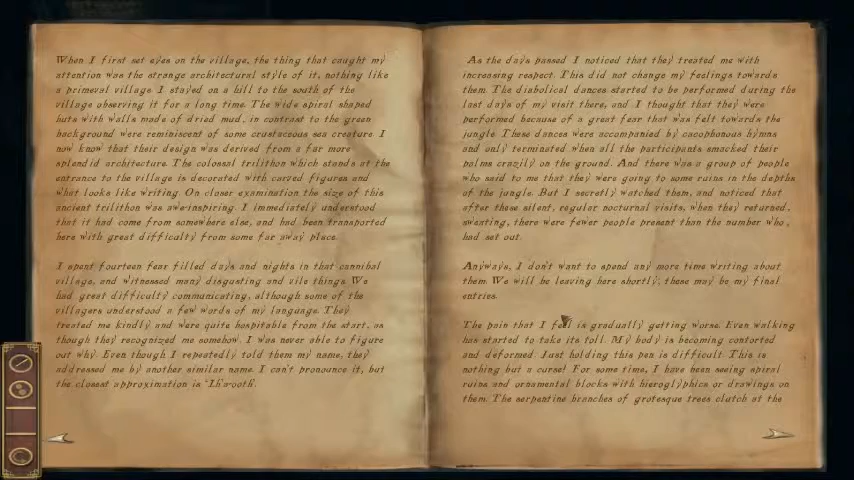 When I first set eyes on the village, the thing that caught my
attention was the strange architectural style of it, nothing like
a primeval village. I stayed on a hill to the south of the
village observing it for a long time. The wide spiral shaped
huts with walls made of dried mud, in contrast to the green
background were reminiscent of some crustaceous sea creature. I
now know that their design was derived from a far more
splendid architecture. The colossal trilithon which stands at the
entrance to the village is decorated with carved figures and
what looks like writing. On closer examination the size of this
ancient trilithon was awe-inspiring. I immediately understood
that it had come from somewhere else, and had been transported
here with great difficulty from some far away place.
I spent fourteen fear filled days and nights in that cannibal
village, and witnessed many disgusting and vile things. We
had great difficulty communicating, although some of the
villagers understood a few words of my language. They
treated me kindly and were quite hospitable from the start, as
though they recognized me somehow. I was never able to figure
out why. Even though I repeatedly told them my name, they
addressed me by another similar name. I can't pronounce it, but
the closest approximation is
As the days passed I noticed that they treated me with
increasing respect. This did not change my feelings towards
them. The diabolical dances started to be performed during the
last days of my visit there, and I thought that they were
performed because of a great fear that was felt towards the
jungle. These dances were accompanied by cacophonous hymns
and only terminated when all the participants smacked their
palms crazily on the ground. And there was a group of people
who said to me that they were going to some ruins in the depths
of the jungle. But I secretly watched them, and noticed that
after these silent, regular nocturnal visits, when they returned,
sweating, there were fewer people present than the number who,
had set out.
Anyways, I don't want to spend any more time writing about
them. We will be leaving here shortly, these may be my final
entries.
The pain that I feel is gradually getting worse. Even walking
has started to take its toll. My body is becoming contorted
and deformed. Just holding this pen is difficult. This is
nothing but a curse! For some time, I have been seeing spiral
ruins and ornamental blocks with hieroglyphics or drawings on
them. The serpentine branches of grotesque trees clutch at the